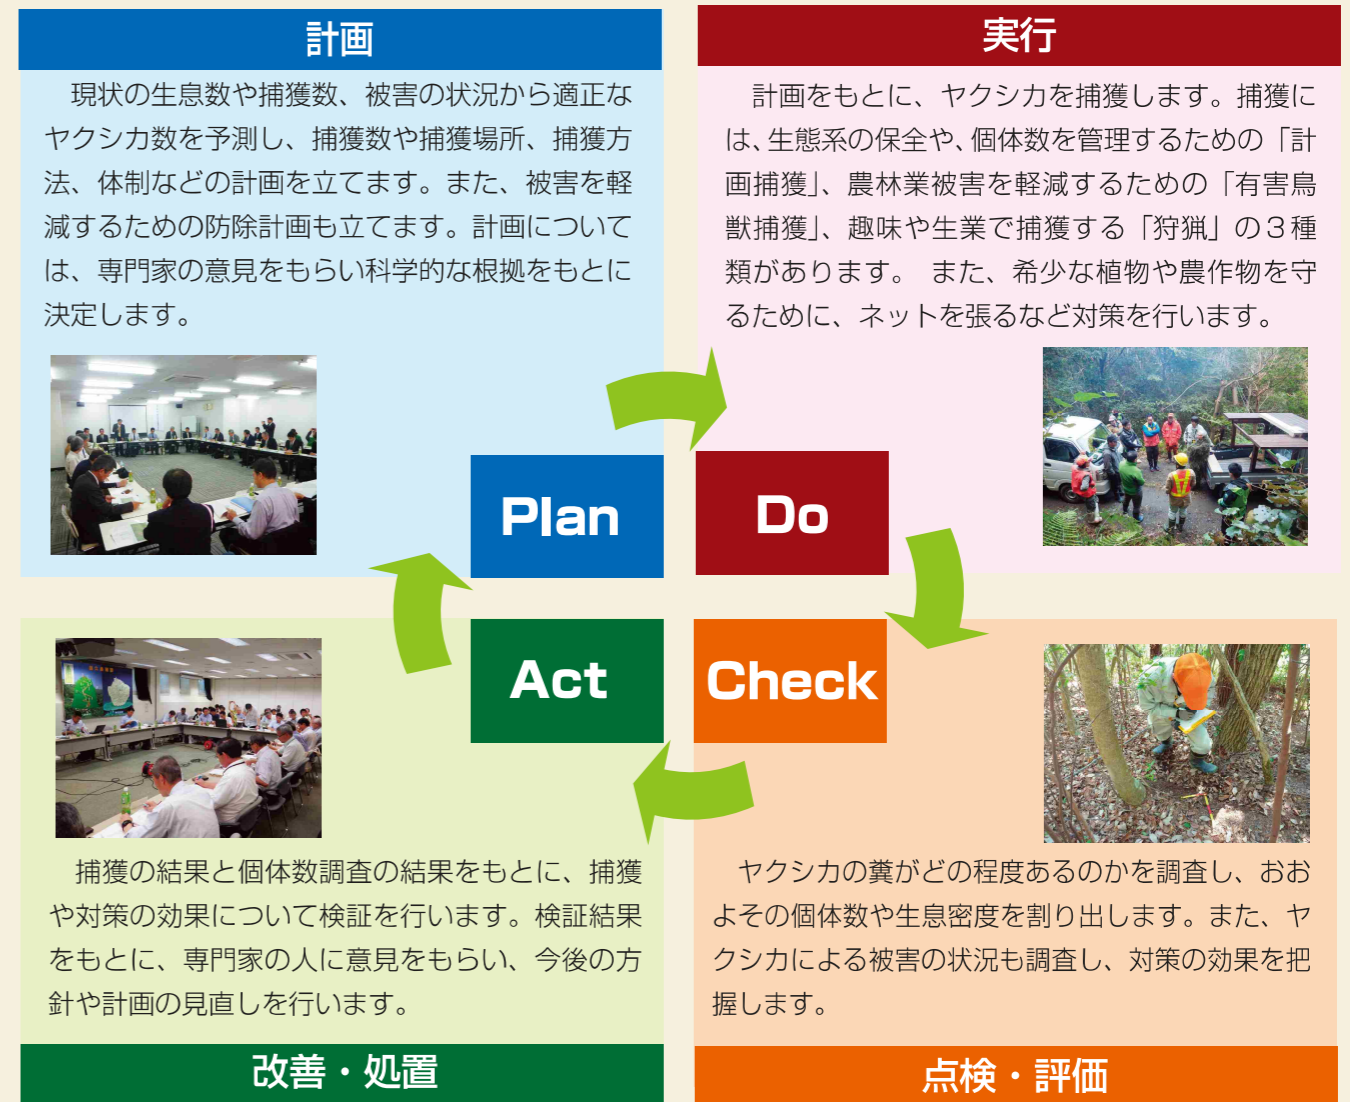 計画
現状の生息数や捕獲数、被害の状況から適正な
ヤクシカ数を予測し、捕獲数や捕獲場所、捕獲方
法、体制などの計画を立てます。また、被害を軽
減するための防除計画も立てます。計画について
は、専門家の意見をもらい科学的な根拠をもとに
決定します。
Plan
実行
計画をもとに、ヤクシカを捕獲します。捕獲に
は、生態系の保全や、個体数を管理するための「計
画捕獲」、農林業被害を軽減するための「有害鳥
獣捕獲」、趣味や生業で捕獲する「狩猟」の３種
類があります。 また、希少な植物や農作物を守
るために、ネットを張るなど対策を行います。
Do
Check
ヤクシカの糞がどの程度あるのかを調査し、おお
よその個体数や生息密度を割り出します。また、ヤ
クシカによる被害の状況も調査し、対策の効果を把
握します。
点検・評価
Act
捕獲の結果と個体数調査の結果をもとに、捕獲
や対策の効果について検証を行います。検証結果
をもとに、専門家の人に意見をもらい、今後の方
針や計画の見直しを行います。
改善・処置